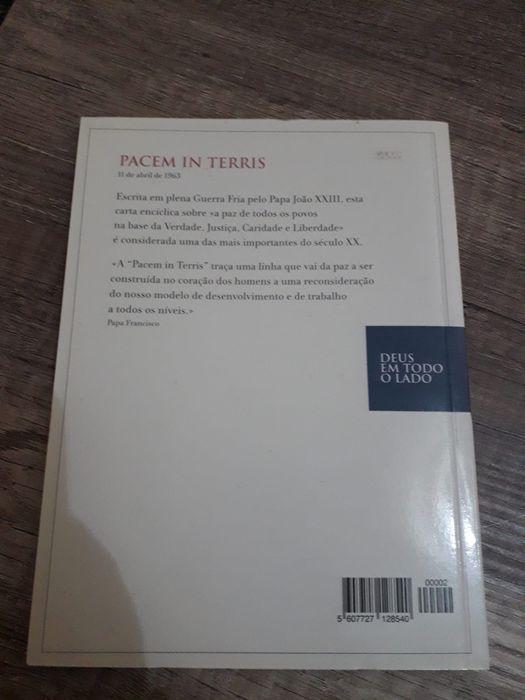 PACEM IN TERRIS
11 de abril de 1963
Escrita em plena Guerra Fria pelo Papa João XXIII, esta
carta encíclica sobre «a paz de todos os povos
na base da Verdade, Justiça, Caridade e Liberdade»
é considerada uma das mais importantes do século XX.
«A “Pacem in Terris” traça uma linha que vai da paz a ser
construída no coração dos homens a uma reconsideração
do nosso modelo de desenvolvimento e de trabalho
a todos os níveis.»
Papa Francisco
DEUS
EM TODO
O LADO
00002
5 607727 128540